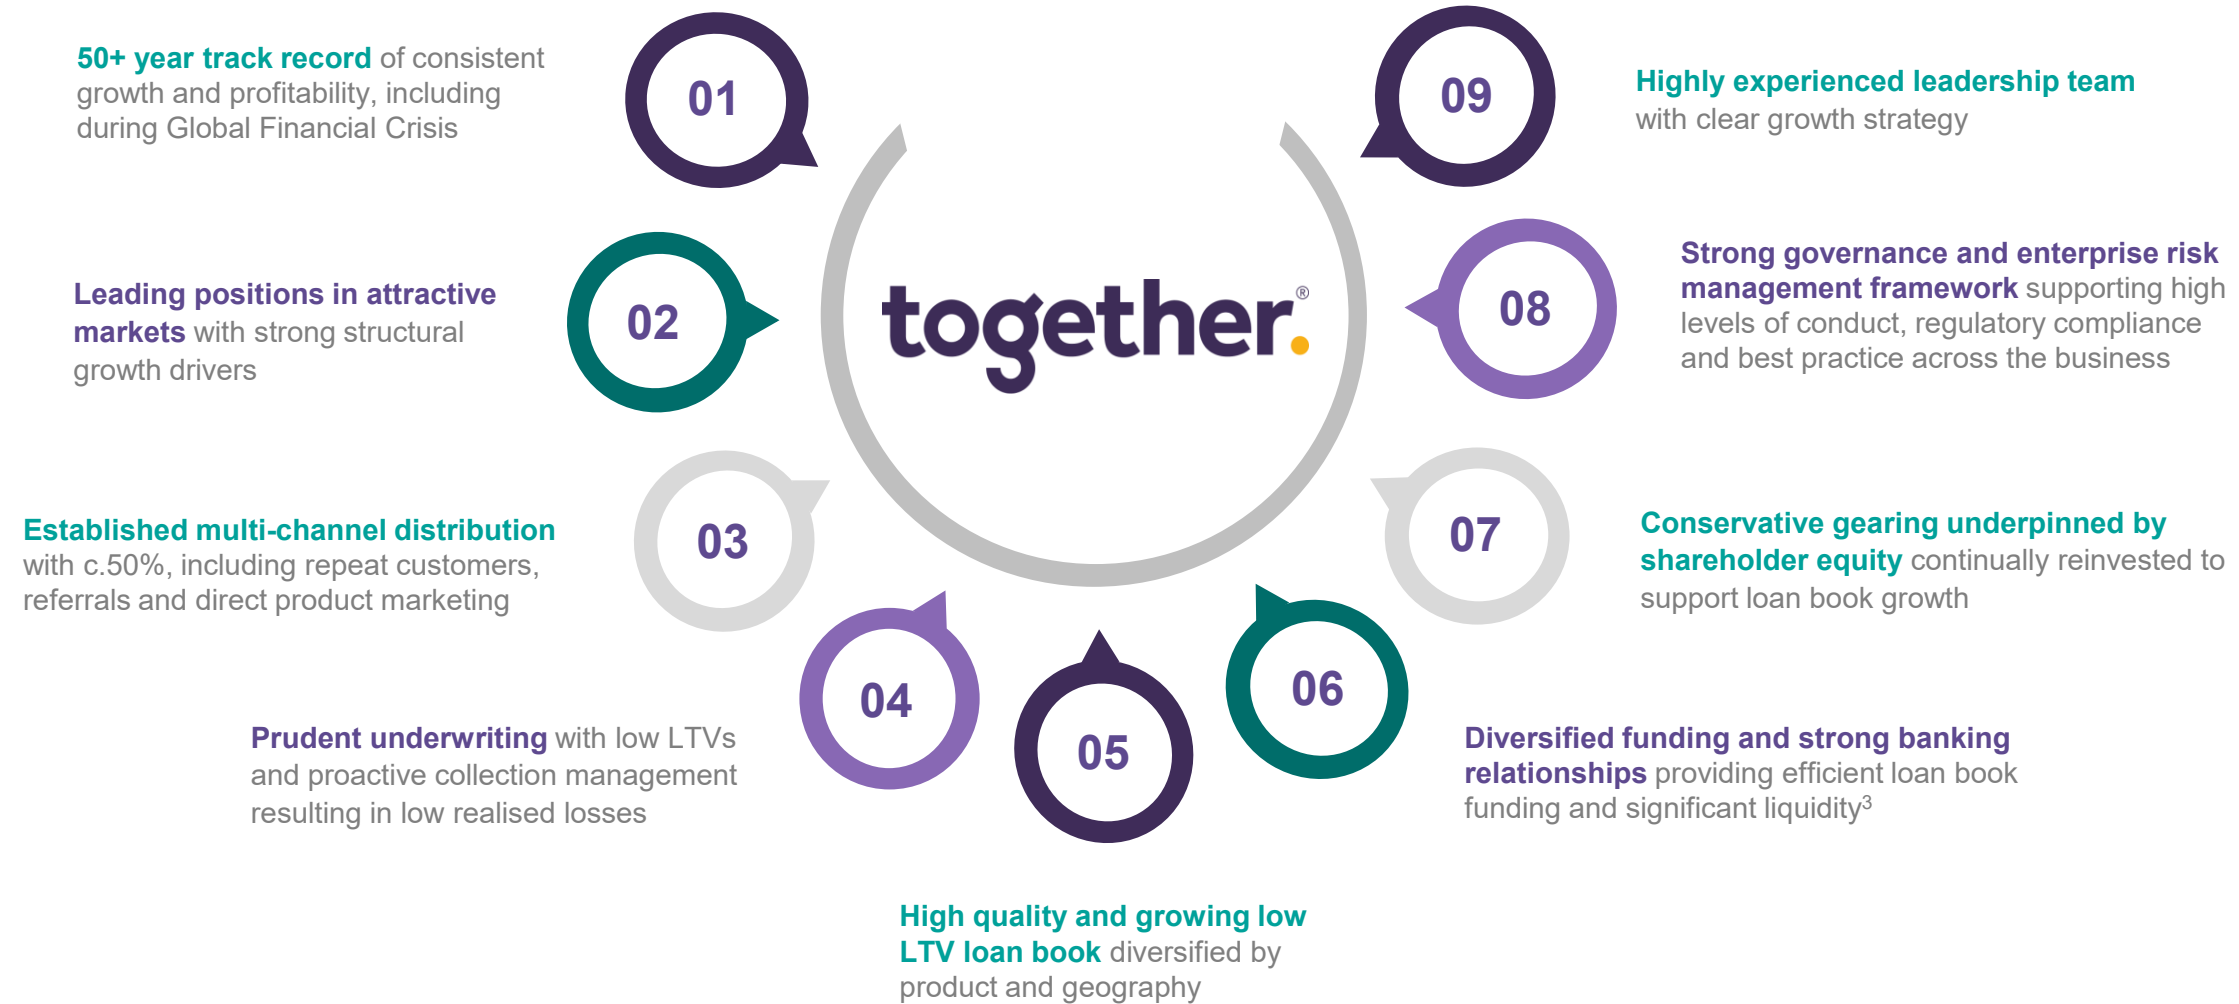 01
50+ year track record of consistent
growth and profitability, including
during Global Financial Crisis
02
Leading positions in attractive
markets with strong structural
growth drivers
03
Established multi-channel distribution
with c.50%, including repeat customers,
referrals and direct product marketing
04
Prudent underwriting with low LTVs
and proactive collection management
resulting in low realised losses
05
High quality and growing low
LTV loan book diversified by
product and geography
06
Diversified funding and strong banking
relationships providing efficient loan book
funding and significant liquidity³
07
Conservative gearing underpinned by
shareholder equity continually reinvested to
support loan book growth
08
Strong governance and enterprise risk
management framework supporting high
levels of conduct, regulatory compliance
and best practice across the business
09
Highly experienced leadership team
with clear growth strategy
together.®